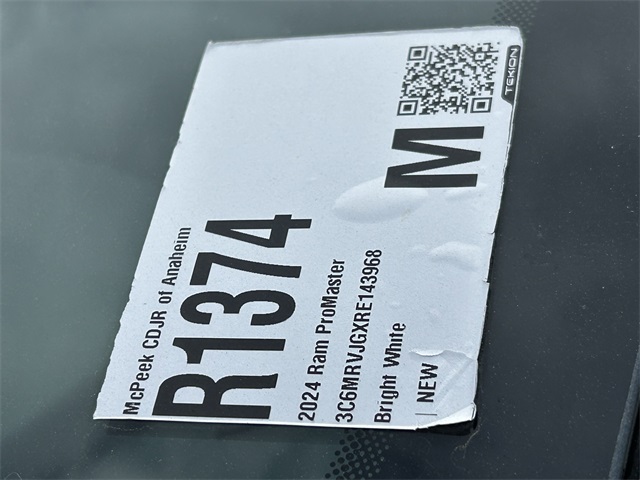 McPeek CDJR of Anaheim
R1374
2024 Ram ProMaster
3C6MRVJGXRE143968
Bright White
| NEW
M
TEKION